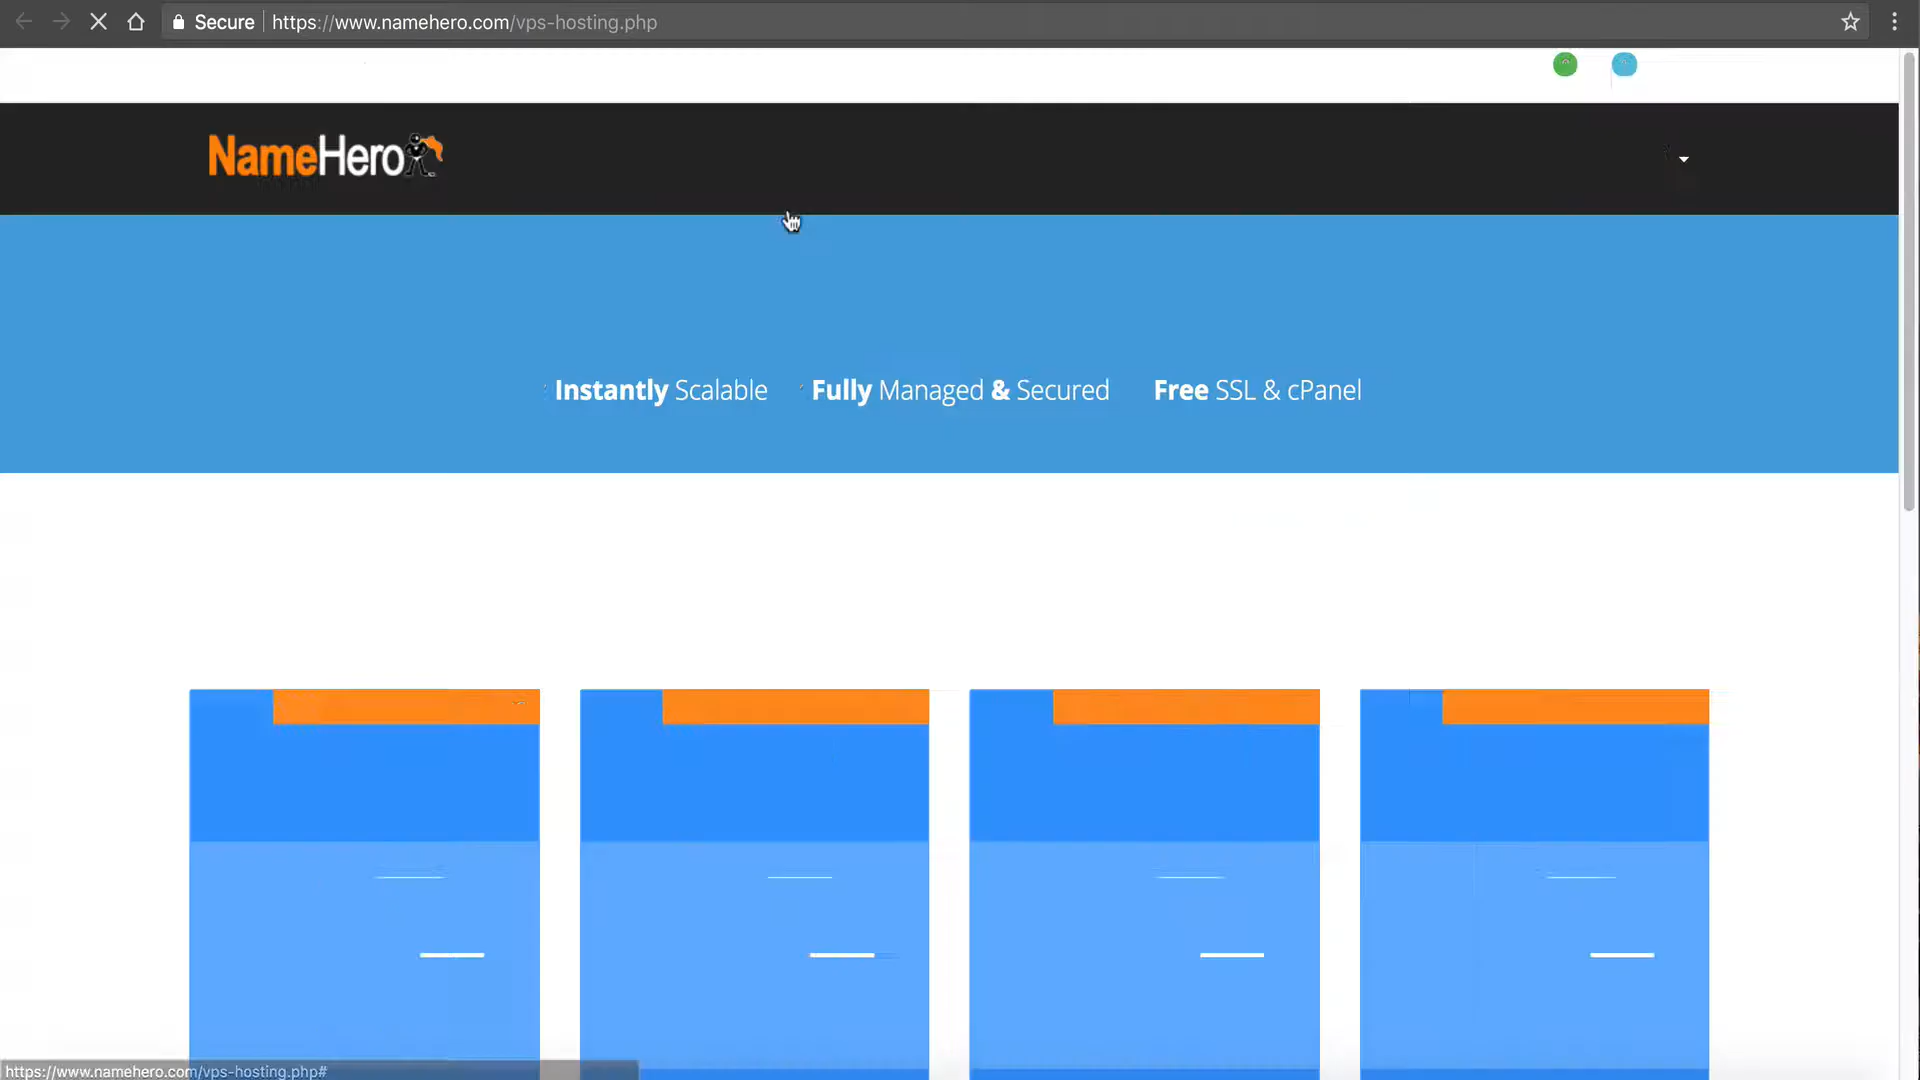 Secure https://www.namehero.com/vps-hosting.php
NameHero
Instantly Scalable Fully Managed & Secured Free SSL & cPanel
https://www.namehero.com/vps-hosting.php#